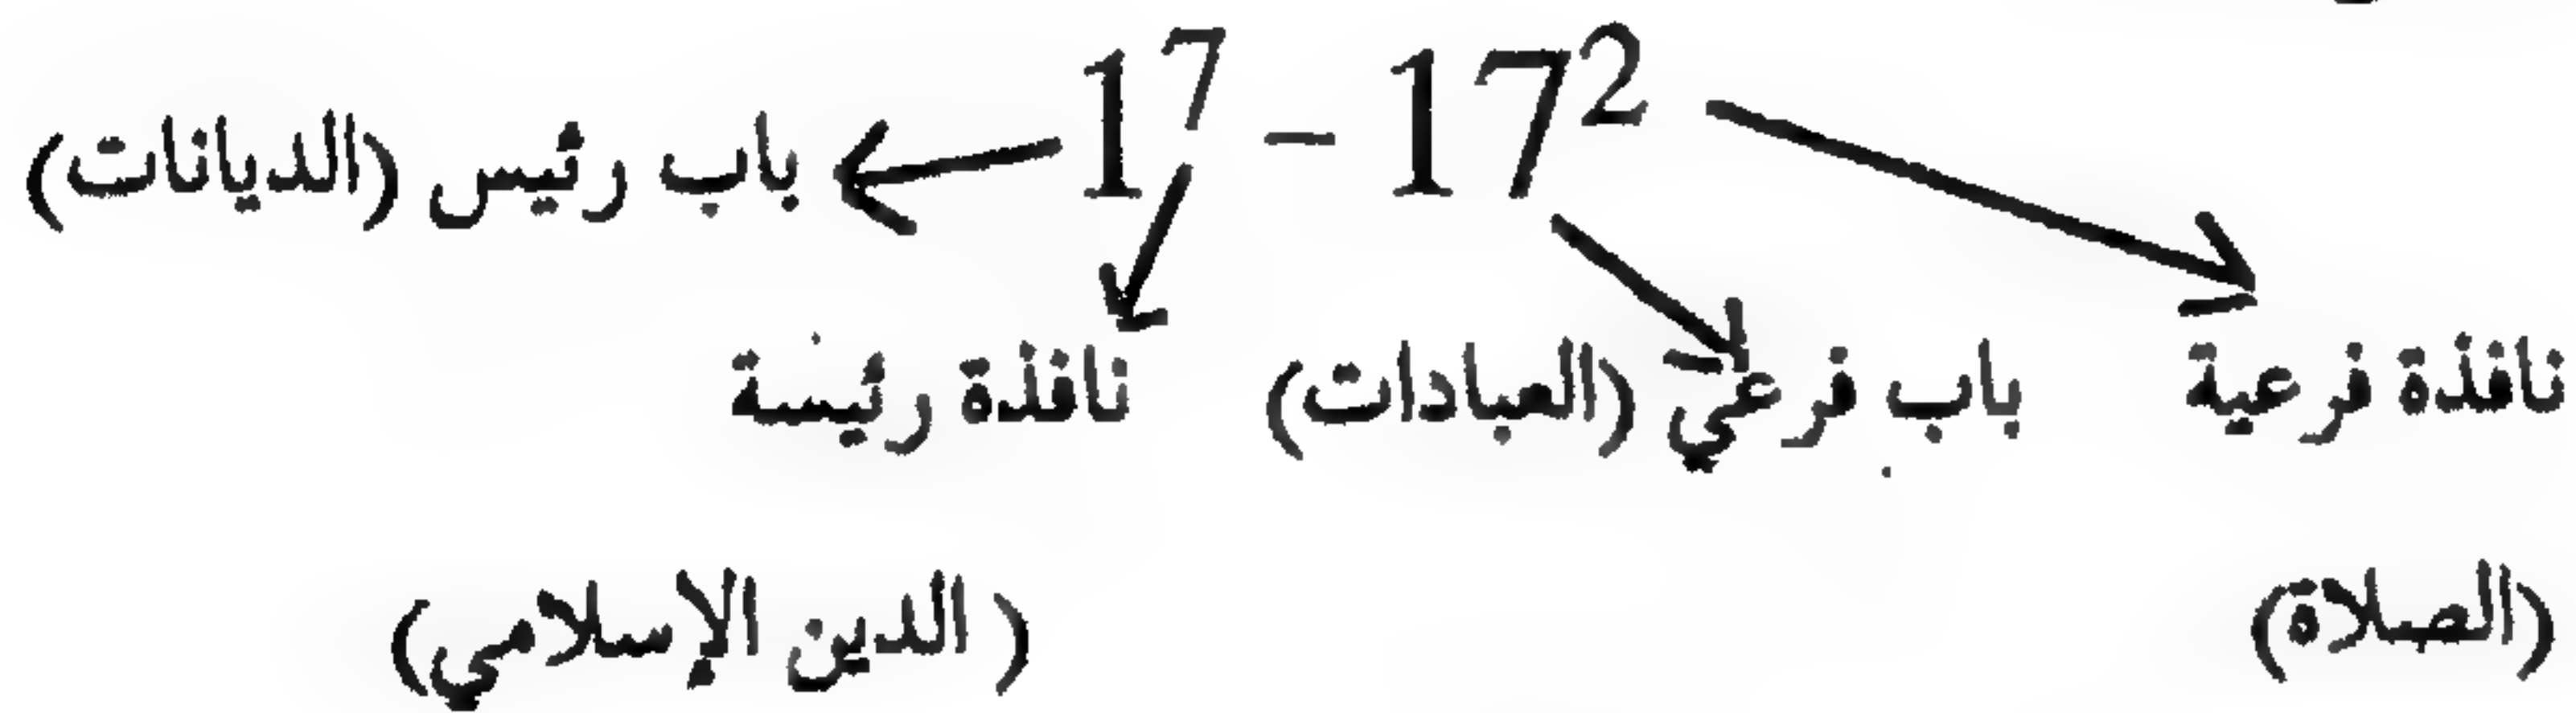 1⁷ – 17²
باب رئيس (الديانات)
نافذة فرعية باب فرعي (العبادات) نافذة رئيسة
(الصلاة) (الدين الإسلامي)